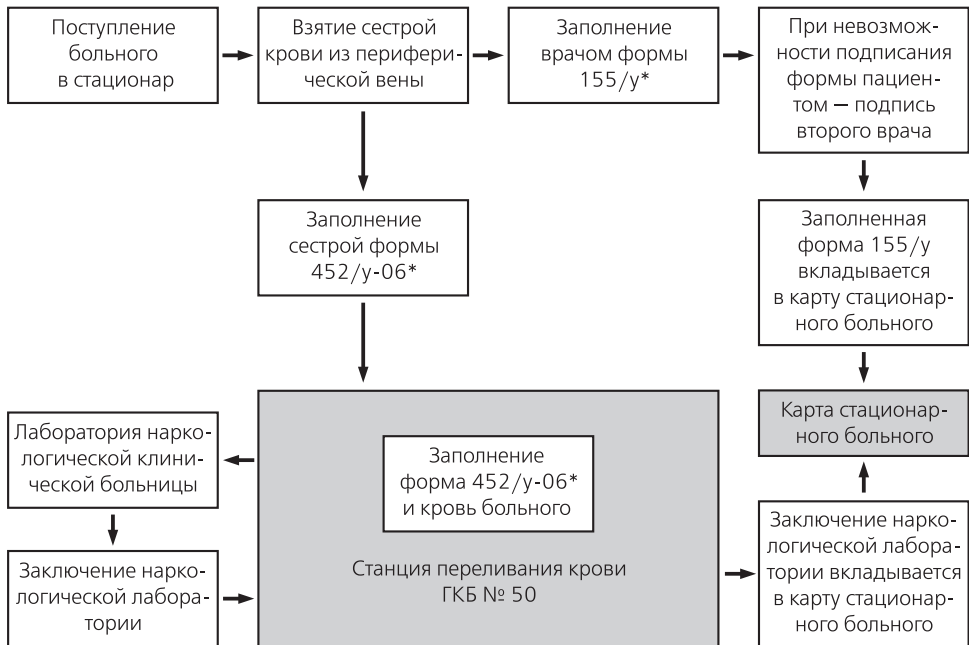 Поступление
больного
в стационар
Взятие сестрой
крови из перифери-
ческой вены
Заполнение
врачом формы
155/у*
При невозмож-
ности подписания
формы пациен-
том — подпись
второго врача
Заполнение
сестрой формы
452/у-06*
Заполненная
форма 155/у
вкладывается
в карту стационар-
ного больного
Лаборатория нарко-
логической клини-
ческой больницы
Заполнение
форма 452/у-06*
и кровь больного
Карта стационар-
ного больного
Заключение нарко-
логической лабора-
тории
Станция переливания крови
ГКБ № 50
Заключение нарко-
логической лабора-
тории вкладывается
в карту стационар-
ного больного